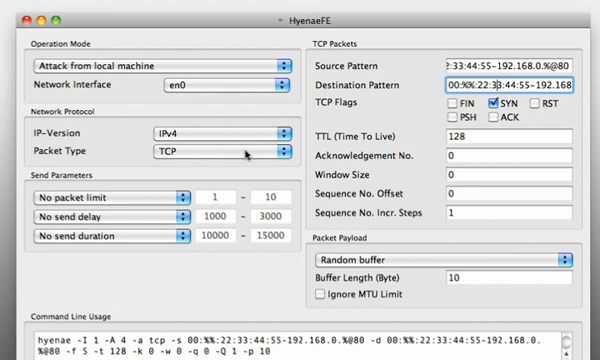 HyenaeFE
Operation Mode
Attack from local machine
Network Interface
en0
Network Protocol
IP-Version
IPv4
Packet Type
TCP
Send Parameters
No packet limit
1 - 10
No send delay
1000 - 3000
No send duration
10000 - 15000
TCP Packets
Source Pattern
2:33:44:55-192.168.0.%@80
Destination Pattern
00:%%:22:33:44:55-192.168
TCP Flags
FIN SYN RST
PSH ACK
TTL (Time To Live)
128
Acknowledgement No.
0
Window Size
0
Sequence No. Offset
0
Sequence No. Incr. Steps
1
Packet Payload
Random buffer
Buffer Length (Byte)
10
Ignore MTU Limit
Command Line Usage
hyenae -I 1 -A 4 -a tcp -s 00:%%:22:33:44:55-192.168.0.%@80 -d 00:%%:22:33:44:55-192.168.0.
%@80 -f S -t 128 -k 0 -w 0 -q 0 -Q 1 -p 10